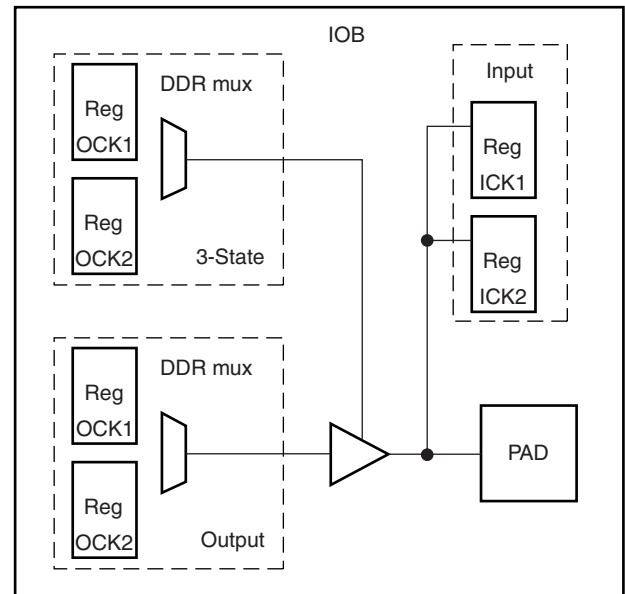 IOB
DDR mux
Reg
OCK1
Reg
OCK2
3-State
Input
Reg
ICK1
Reg
ICK2
DDR mux
Reg
OCK1
Reg
OCK2
Output
PAD